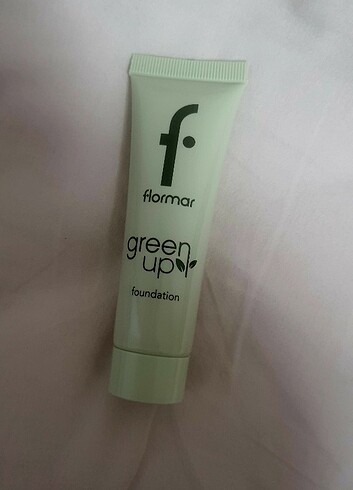 f
flormar
green
up
foundation